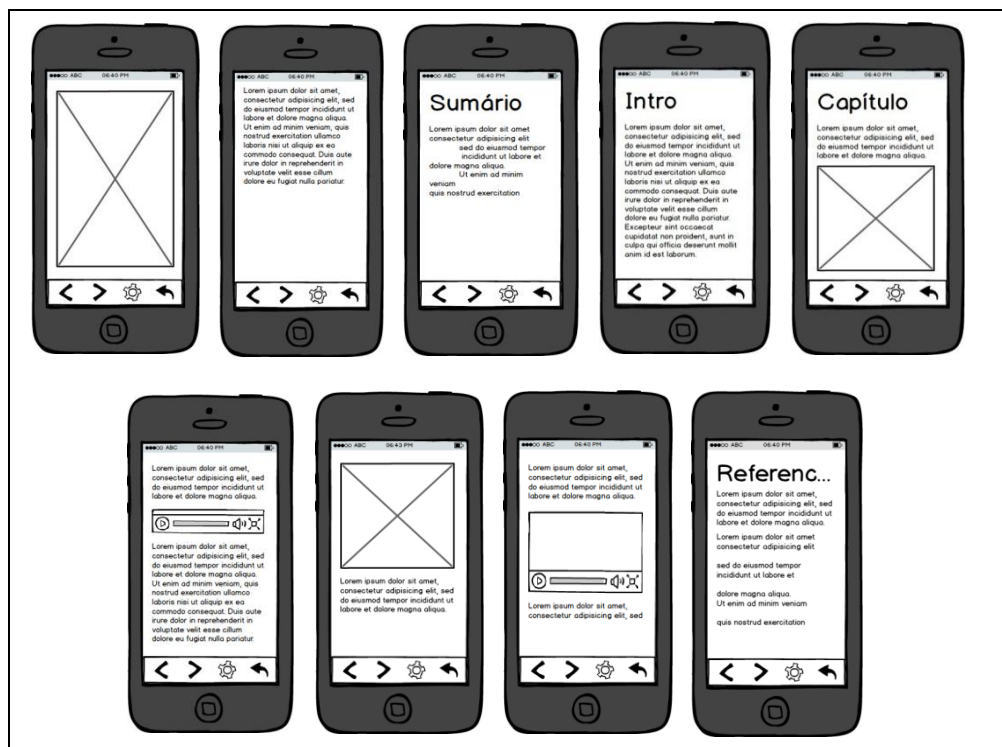 ●●●○○ ABC 06:40 PM
●●●○○ ABC 06:40 PM
Lorem ipsum dolor sit amet,
consectetur adipisicing elit, sed
do eiusmod tempor incididunt ut
labore et dolore magna aliqua.
Ut enim ad minim veniam, quis
nostrud exercitation ullamco
laboris nisi ut aliquip ex ea
commodo consequat. Duis aute
irure dolor in reprehenderit in
voluptate velit esse cillum
dolore eu fugiat nulla pariatur.
●●●○○ ABC 06:40 PM
Sumário
Lorem ipsum dolor sit amet
consectetur adipisicing elit
sed do eiusmod tempor
incididunt ut labore et
dolore magna aliqua.
Ut enim ad minim
veniam
quis nostrud exercitation
●●●○○ ABC 06:40 PM
Intro
Lorem ipsum dolor sit amet,
consectetur adipisicing elit, sed
do eiusmod tempor incididunt ut
labore et dolore magna aliqua.
Ut enim ad minim veniam, quis
nostrud exercitation ullamco
laboris nisi ut aliquip ex ea
commodo consequat. Duis aute
irure dolor in reprehenderit in
voluptate velit esse cillum
dolore eu fugiat nulla pariatur.
Excepteur sint occaecat
cupidatat non proident, sunt in
culpa qui officia deserunt mollit
anim id est laborum.
●●●○○ ABC 06:40 PM
Capítulo
Lorem ipsum dolor sit amet,
consectetur adipisicing elit, sed
do eiusmod tempor incididunt ut
labore et dolore magna aliqua.
●●●○○ ABC 06:40 PM
Lorem ipsum dolor sit amet,
consectetur adipisicing elit, sed
do eiusmod tempor incididunt ut
labore et dolore magna aliqua.
Lorem ipsum dolor sit amet,
consectetur adipisicing elit, sed
do eiusmod tempor incididunt ut
labore et dolore magna aliqua.
Ut enim ad minim veniam, quis
nostrud exercitation ullamco
laboris nisi ut aliquip ex ea
commodo consequat. Duis aute
irure dolor in reprehenderit in
voluptate velit esse cillum
dolore eu fugiat nulla pariatur.
●●●○○ ABC 06:43 PM
Lorem ipsum dolor sit amet,
consectetur adipisicing elit, sed
do eiusmod tempor incididunt ut
labore et dolore magna aliqua.
●●●○○ ABC 06:40 PM
Lorem ipsum dolor sit amet,
consectetur adipisicing elit, sed
do eiusmod tempor incididunt ut
labore et dolore magna aliqua.
Lorem ipsum dolor sit amet,
consectetur adipisicing elit, sed
●●●○○ ABC 06:40 PM
Referenc...
Lorem ipsum dolor sit amet,
consectetur adipisicing elit, sed
do eiusmod tempor incididunt ut
labore et dolore magna aliqua.
Lorem ipsum dolor sit amet
consectetur adipisicing elit
sed do eiusmod tempor
incididunt ut labore et
dolore magna aliqua.
Ut enim ad minim veniam
quis nostrud exercitation